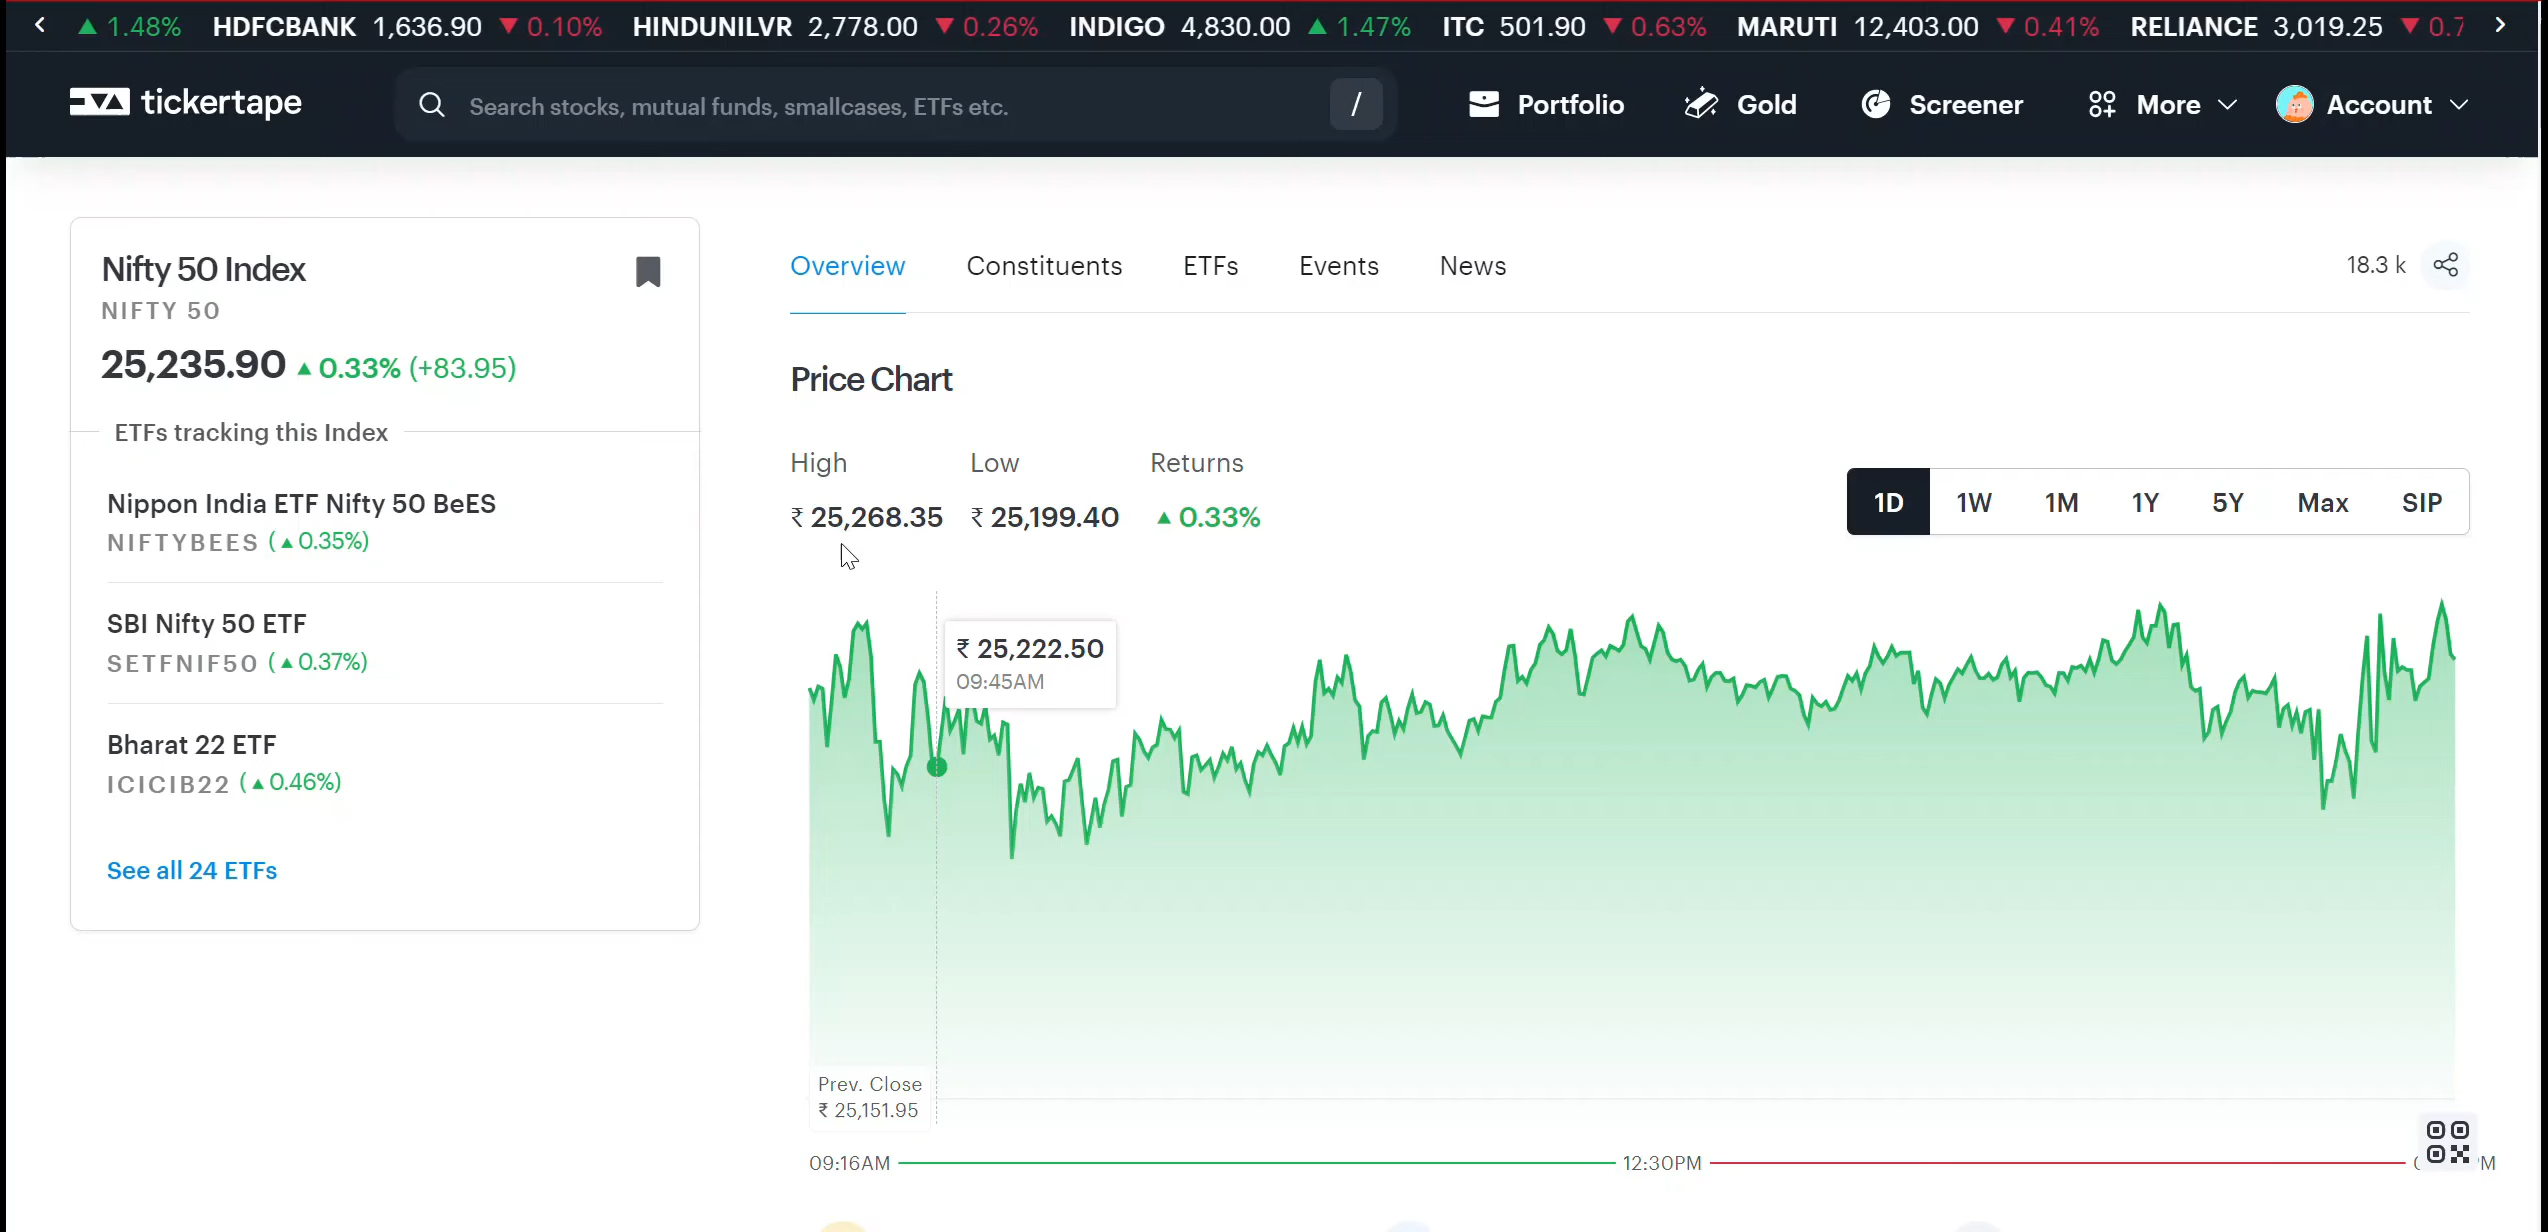 1.48% HDFCBANK 1,636.90 0.10% HINDUNILVR 2,778.00 0.26% INDIGO 4,830.00 1.47% ITC 501.90 0.63% MARUTI 12,403.00 0.41% RELIANCE 3,019.25 0.7
tickertape
Search stocks, mutual funds, smallcases, ETFs etc. /
Portfolio
Gold
Screener
More
Account
Nifty 50 Index
NIFTY 50
25,235.90 0.33% (+83.95)
ETFs tracking this Index
Nippon India ETF Nifty 50 BeES
NIFTYBEES (▲0.35%)
SBI Nifty 50 ETF
SETFNIF50 (▲0.37%)
Bharat 22 ETF
ICICIB22 (▲0.46%)
See all 24 ETFs
Overview Constituents ETFs Events News
18.3 k
Price Chart
High Low Returns
₹ 25,268.35 ₹ 25,199.40 0.33%
1D 1W 1M 1Y 5Y Max SIP
₹ 25,222.50
09:45AM
Prev. Close
₹ 25,151.95
09:16AM 12:30PM